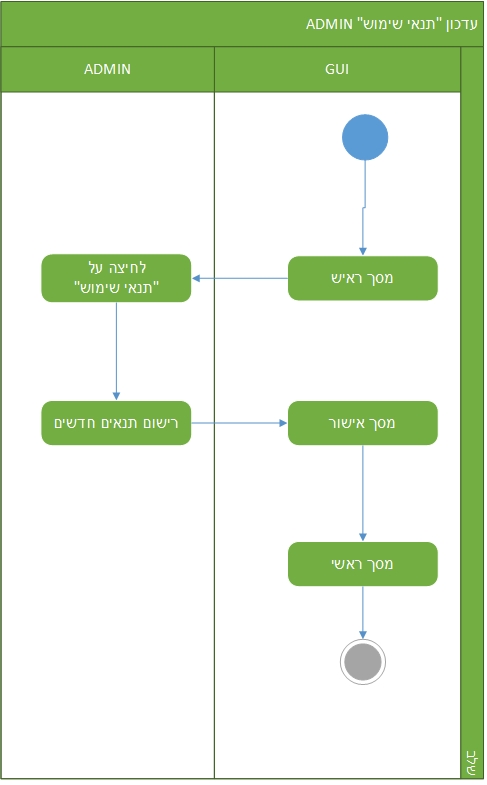 עדכון "תנאי שימוש" ADMIN
GUI
ADMIN
מסך ראיש
לחיצה על
"תנאי שימוש"
מסך אישור
רישום תנאים חדשים
מסך ראשי
שלב